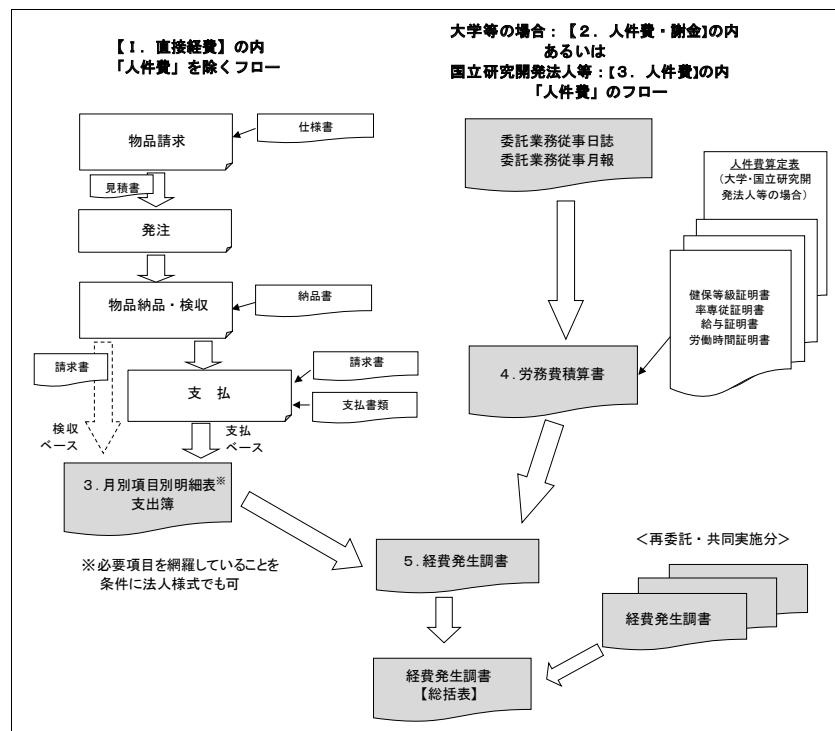 【Ⅰ．直接経費】の内
「人件費」を除くフロー
物品請求
仕様書
見積書
発注
物品納品・検収
納品書
請求書
支　払
請求書
支払書類
検収
ベース
支払
ベース
３．月別項目別明細表※
支出簿
※必要項目を網羅していることを
条件に法人様式でも可
大学等の場合：【２．人件費・謝金】の内
あるいは
国立研究開発法人等：【３．人件費】の内
「人件費」のフロー
委託業務従事日誌
委託業務従事月報
人件費算定表
（大学・国立研究開
発法人等の場合）
健保等級証明書
率専従証明書
給与証明書
労働時間証明書
４．労務費積算書
５．経費発生調書
＜再委託・共同実施分＞
経費発生調書
経費発生調書
【総括表】